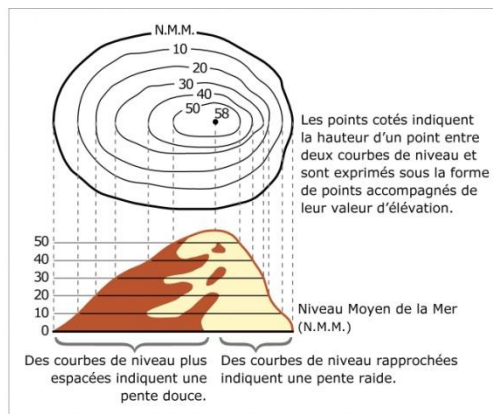 N.M.M.
10
20
30
40
50
58
Les points cotés indiquent
la hauteur d'un point entre
deux courbes de niveau et
sont exprimés sous la forme
de points accompagnés de
leur valeur d'élévation.
50
40
30
20
10
0
Niveau Moyen de la Mer
(N.M.M.)
Des courbes de niveau plus
espacées indiquent une
pente douce.
Des courbes de niveau rapprochées
indiquent une pente raide.